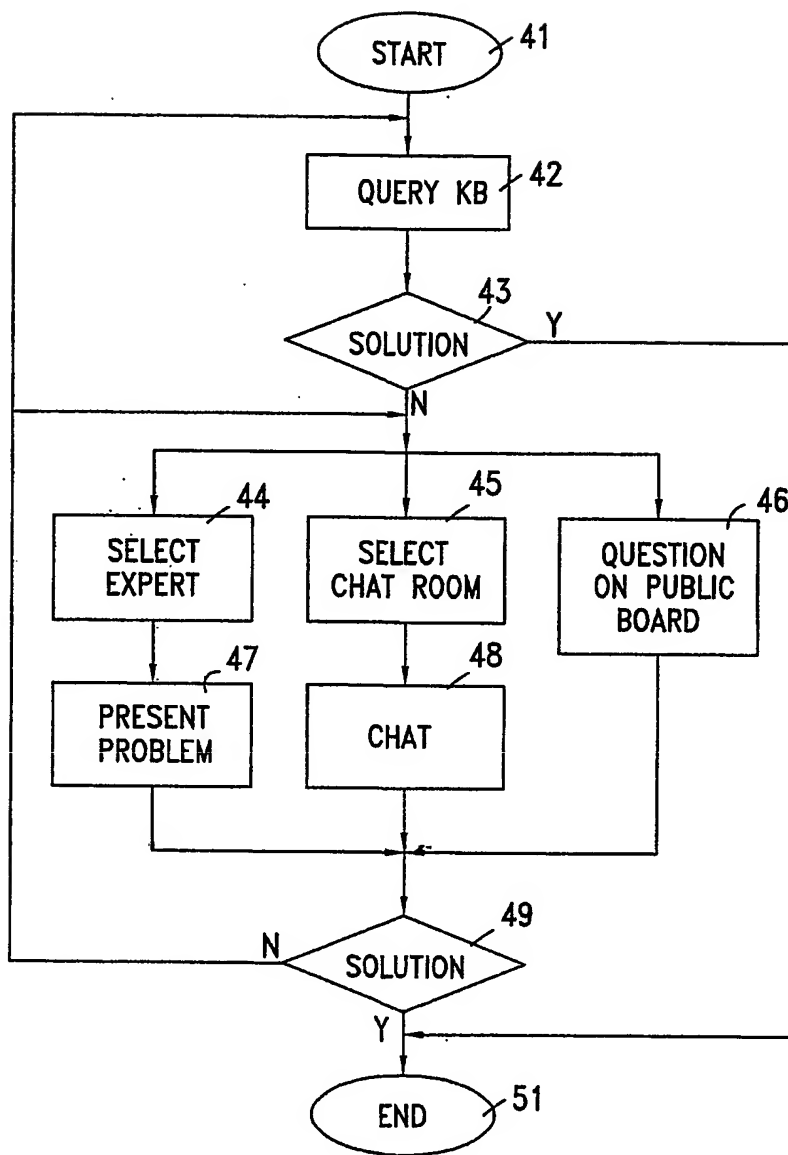 START
41
QUERY KB
42
SOLUTION
43
Y
N
SELECT
EXPERT
44
SELECT
CHAT ROOM
45
QUESTION
ON PUBLIC
BOARD
46
PRESENT
PROBLEM
47
CHAT
48
SOLUTION
49
N
Y
END
51